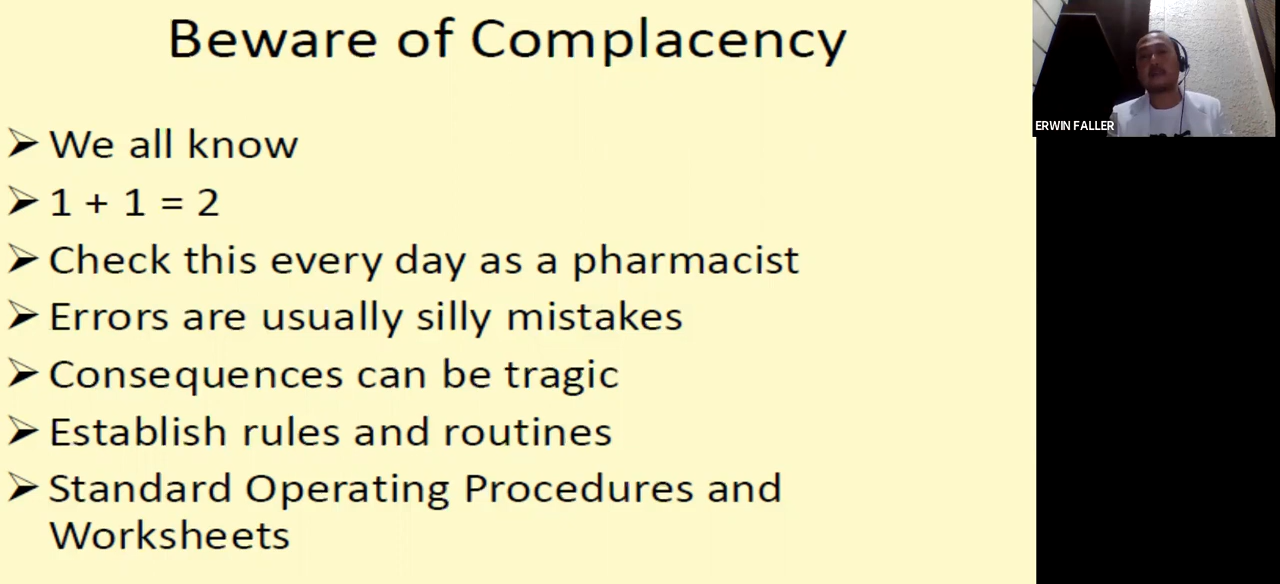 Beware of Complacency
We all know
1 + 1 = 2
Check this every day as a pharmacist
Errors are usually silly mistakes
Consequences can be tragic
Establish rules and routines
Standard Operating Procedures and
Worksheets
ERWIN FALLER